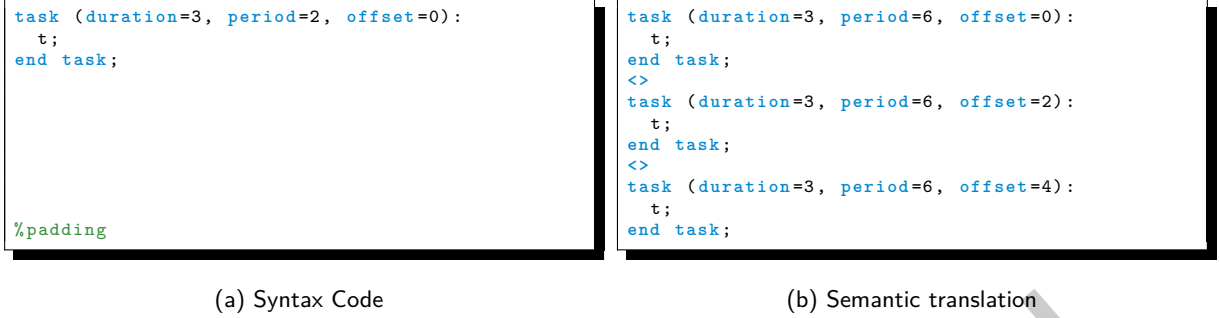 task (duration=3, period=2, offset=0):
  t;
end task;
%padding
(a) Syntax Code
task (duration=3, period=6, offset=0):
  t;
end task;
<>
task (duration=3, period=6, offset=2):
  t;
end task;
<>
task (duration=3, period=6, offset=4):
  t;
end task;
(b) Semantic translation